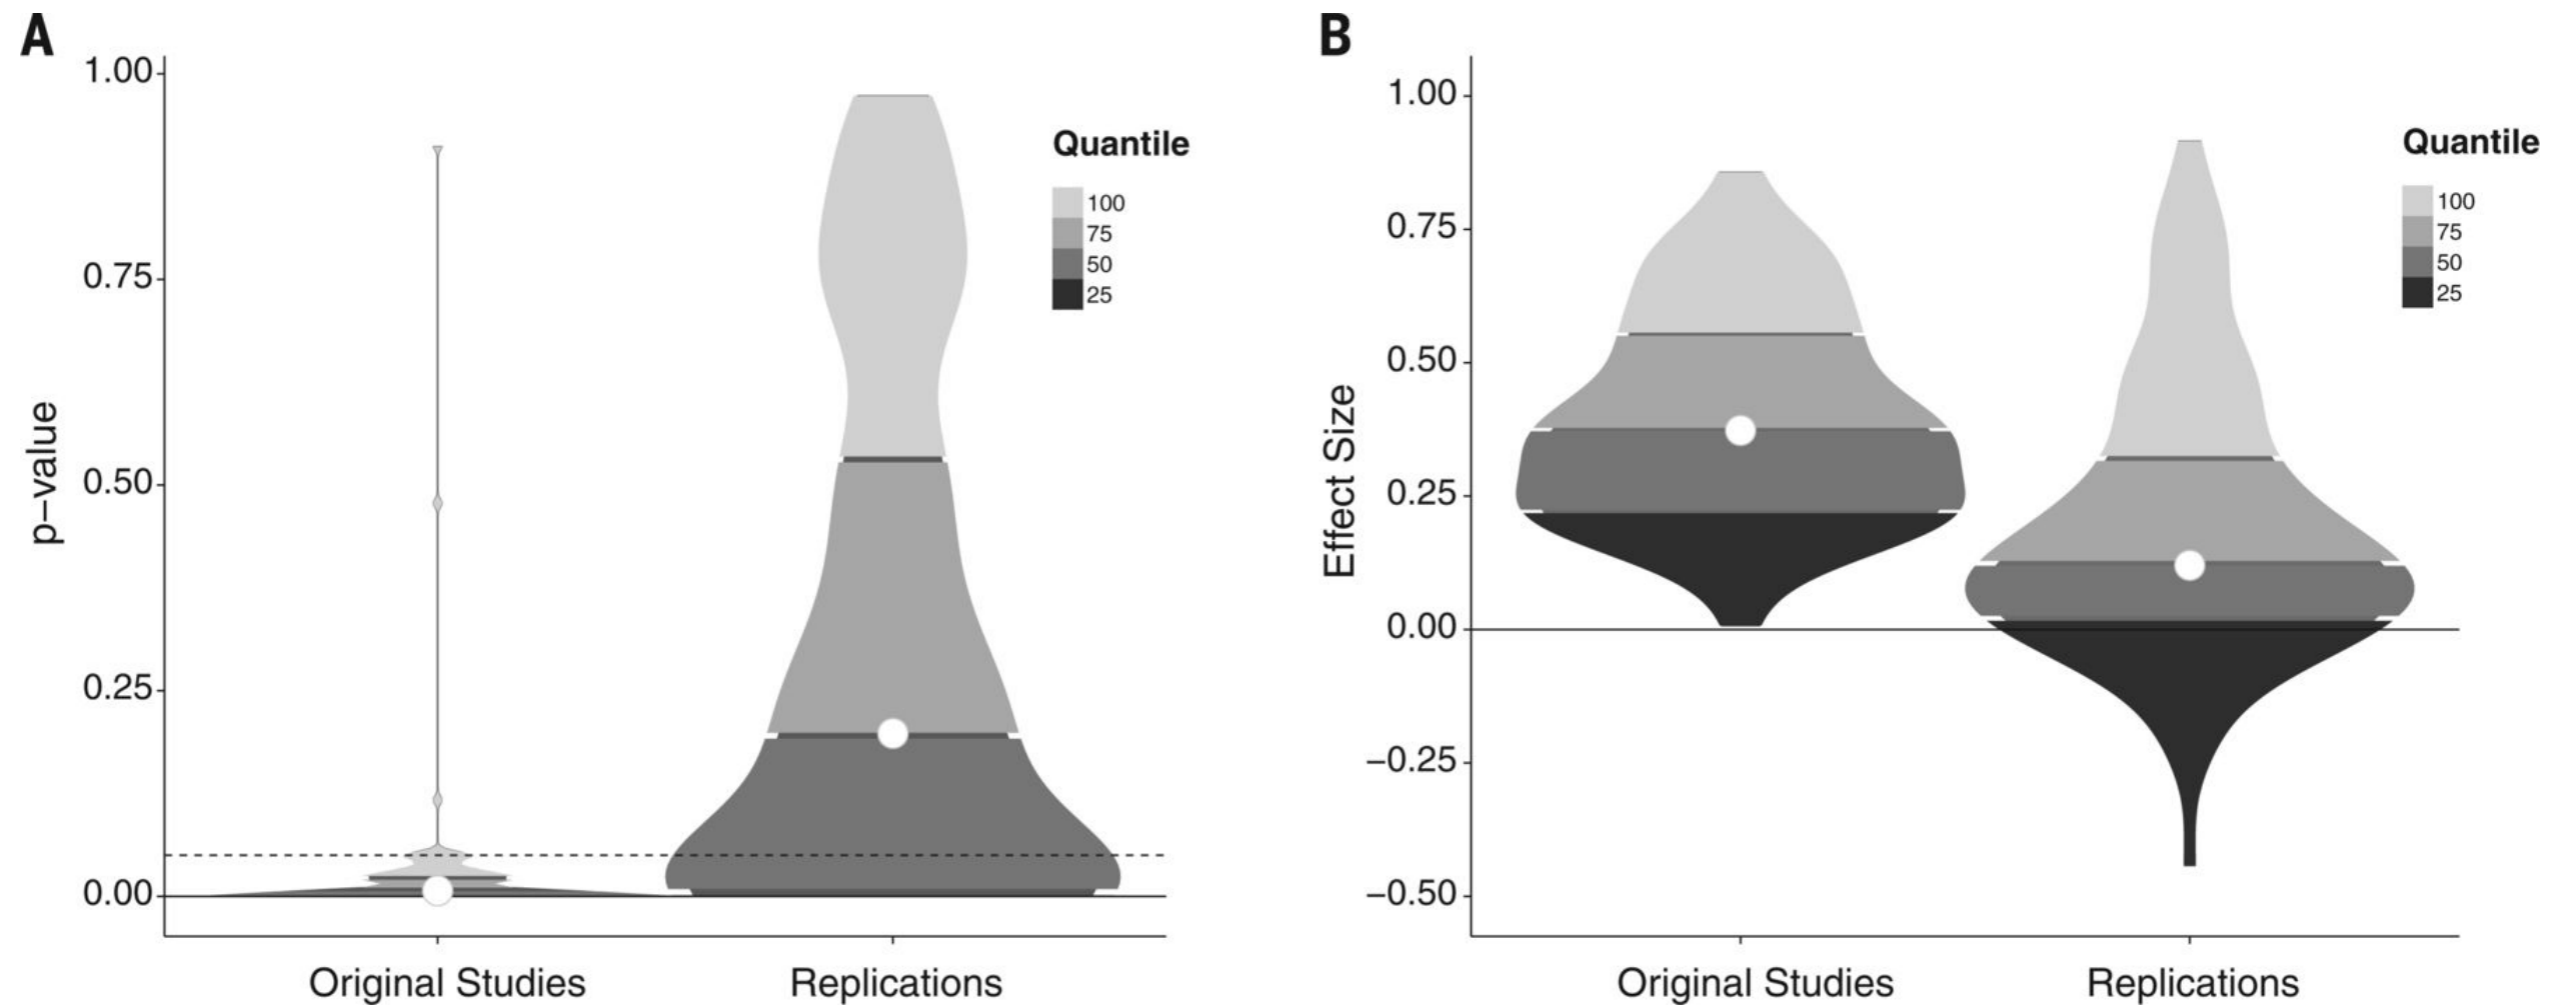 A
1.00
0.75
0.50
0.25
0.00
p–value
Original Studies
Replications
Quantile
100
75
50
25
B
1.00
0.75
0.50
0.25
0.00
−0.25
−0.50
Effect Size
Original Studies
Replications
Quantile
100
75
50
25